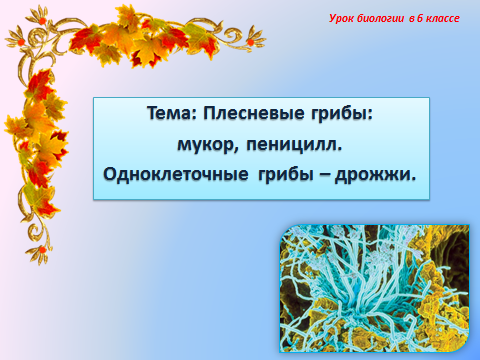 Урок биологии в 6 классе
Тема: Плесневые грибы:
мукор, пеницилл.
Одноклеточные грибы – дрожжи.